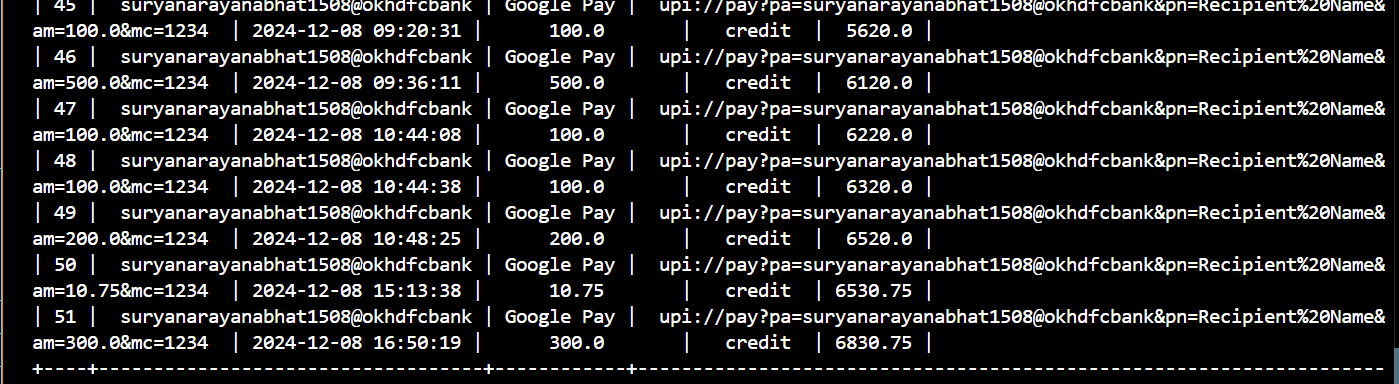 | 45 |  suryanarayanabhat1508@okhdfcbank | Google Pay |  upi://pay?pa=suryanarayanabhat1508@okhdfcbank&pn=Recipient%20Name&
am=100.0&mc=1234  | 2024-12-08 09:20:31 |      100.0       |   credit  |  5620.0 |
| 46 |  suryanarayanabhat1508@okhdfcbank | Google Pay |  upi://pay?pa=suryanarayanabhat1508@okhdfcbank&pn=Recipient%20Name&
am=500.0&mc=1234  | 2024-12-08 09:36:11 |      500.0       |   credit  |  6120.0 |
| 47 |  suryanarayanabhat1508@okhdfcbank | Google Pay |  upi://pay?pa=suryanarayanabhat1508@okhdfcbank&pn=Recipient%20Name&
am=100.0&mc=1234  | 2024-12-08 10:44:08 |      100.0       |   credit  |  6220.0 |
| 48 |  suryanarayanabhat1508@okhdfcbank | Google Pay |  upi://pay?pa=suryanarayanabhat1508@okhdfcbank&pn=Recipient%20Name&
am=100.0&mc=1234  | 2024-12-08 10:44:38 |      100.0       |   credit  |  6320.0 |
| 49 |  suryanarayanabhat1508@okhdfcbank | Google Pay |  upi://pay?pa=suryanarayanabhat1508@okhdfcbank&pn=Recipient%20Name&
am=200.0&mc=1234  | 2024-12-08 10:48:25 |      200.0       |   credit  |  6520.0 |
| 50 |  suryanarayanabhat1508@okhdfcbank | Google Pay |  upi://pay?pa=suryanarayanabhat1508@okhdfcbank&pn=Recipient%20Name&
am=10.75&mc=1234  | 2024-12-08 15:13:38 |      10.75       |   credit  | 6530.75 |
| 51 |  suryanarayanabhat1508@okhdfcbank | Google Pay |  upi://pay?pa=suryanarayanabhat1508@okhdfcbank&pn=Recipient%20Name&
am=300.0&mc=1234  | 2024-12-08 16:50:19 |      300.0       |   credit  | 6830.75 |
+----+-----------------------------------+------------+--------------------------------------------------------------------